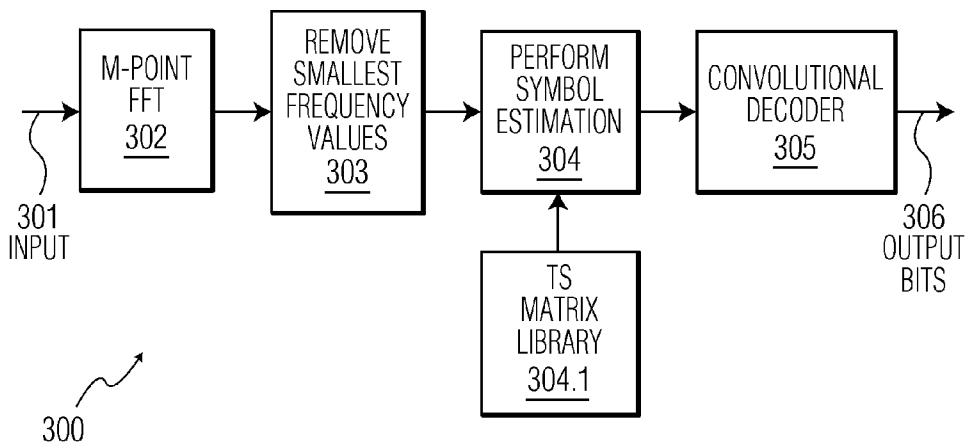 M-POINT
FFT
302
REMOVE
SMALLEST
FREQUENCY
VALUES
303
PERFORM
SYMBOL
ESTIMATION
304
CONVOLUTIONAL
DECODER
305
301
INPUT
306
OUTPUT
BITS
TS
MATRIX
LIBRARY
304.1
300